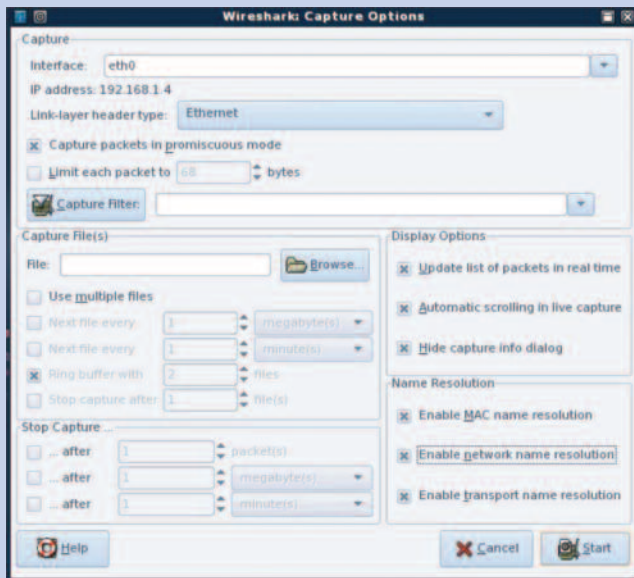 Wireshark: Capture Options
Capture
Interface: eth0
IP address: 192.168.1.4
Link-layer header type: Ethernet
Capture packets in promiscuous mode
Limit each packet to 68 bytes
Capture Filter:
Capture File(s)
File: Browse...
Use multiple files
Next file every 1 megabyte(s)
Next file every 1 minute(s)
Ring buffer with 2 files
Stop capture after 1 file(s)
Stop Capture ...
... after 1 packet(s)
... after 1 megabyte(s)
... after 1 minute(s)
Display Options
Update list of packets in real time
Automatic scrolling in live capture
Hide capture info dialog
Name Resolution
Enable MAC name resolution
Enable network name resolution
Enable transport name resolution
Help
Cancel
Start